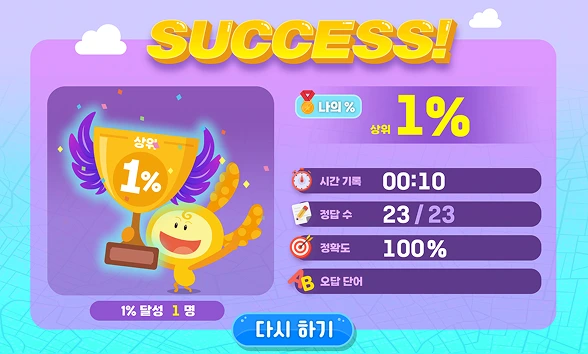 SUCCESS!
상위
1%
1% 달성 1 명
나의 %
상위 1%
시간 기록 00:10
정답 수 23 / 23
정확도 100%
AB 오답 단어
다시 하기